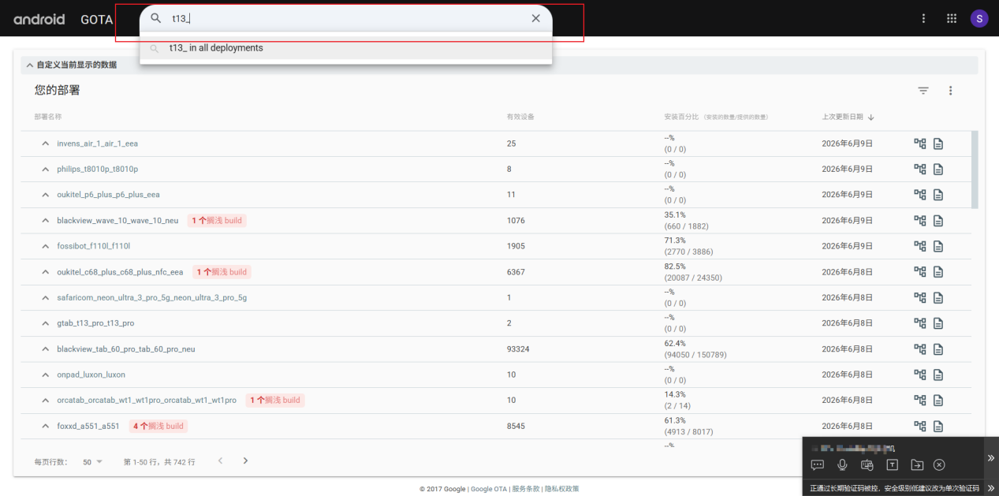 android GOTA t13_ S
t13_ in all deployments
自定义当前显示的数据
您的部署
部署名称 有效设备 安装百分比 (安装的数量/提供的数量) 上次更新日期
invens_air_1_air_1_eea 25 --% (0 / 0) 2026年6月9日
philips_t8010p_t8010p 8 --% (0 / 0) 2026年6月9日
oukitel_p6_plus_p6_plus_eea 11 --% (0 / 0) 2026年6月9日
blackview_wave_10_wave_10_neu 1 个搁浅 build 1076 35.1% (660 / 1882) 2026年6月9日
fossibot_f110l_f110l 1905 71.3% (2770 / 3886) 2026年6月9日
oukitel_c68_plus_c68_plus_nfc_eea 1 个搁浅 build 6367 82.5% (20087 / 24350) 2026年6月8日
safaricom_neon_ultra_3_pro_5g_neon_ultra_3_pro_5g 1 --% (0 / 0) 2026年6月8日
gtab_t13_pro_t13_pro 2 --% (0 / 0) 2026年6月8日
blackview_tab_60_pro_tab_60_pro_neu 93324 62.4% (94050 / 150789) 2026年6月8日
onpad_luxon_luxon 10 --% (0 / 0) 2026年6月8日
orcatab_orcatab_wt1_wt1pro_orcatab_wt1_wt1pro 1 个搁浅 build 10 14.3% (2 / 14) 2026年6月8日
foxxd_a551_a551 4 个搁浅 build 8545 61.3% (4913 / 8017) 2026年6月8日
--%
每页行数: 50 第 1-50 行，共 742 行
© 2017 Google | Google OTA | 服务条款 | 隐私权政策
正通过长期验证码被控，安全级别低建议改为单次验证码